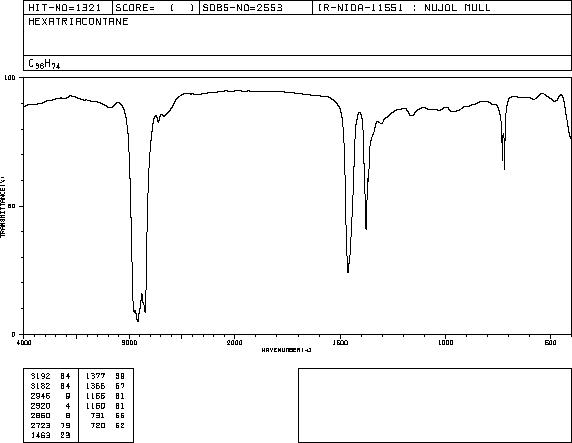 HIT-NO=1321 SCORE= ( ) SDBS-NO=2553 IR-NIDA-11551 : NUJOL MULL
HEXATRIACONTANE
C36H74
100
50
0
TRANSMITTANCE(%)
4000 3000 2000 1500 1000 500
WAVENUMBER(-1)
3192 84 1377 38
3182 84 1366 57
2946 9 1166 81
2920 4 1160 81
2860 8 731 66
2723 79 720 62
1463 23